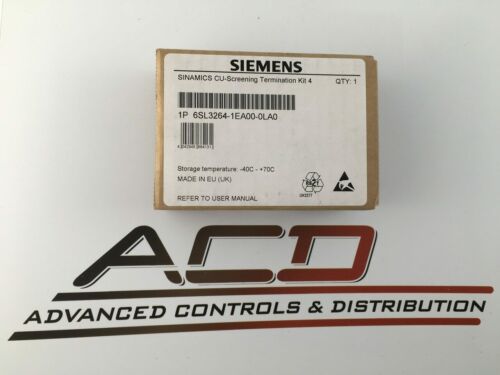 SIEMENS
SINAMICS CU-Screening Termination Kit 4 QTY: 1
1P 6SL3264-1EA00-0LA0
Storage temperature: -40C - +70C
MADE IN EU (UK)
REFER TO USER MANUAL
ACD
ADVANCED CONTROLS & DISTRIBUTION